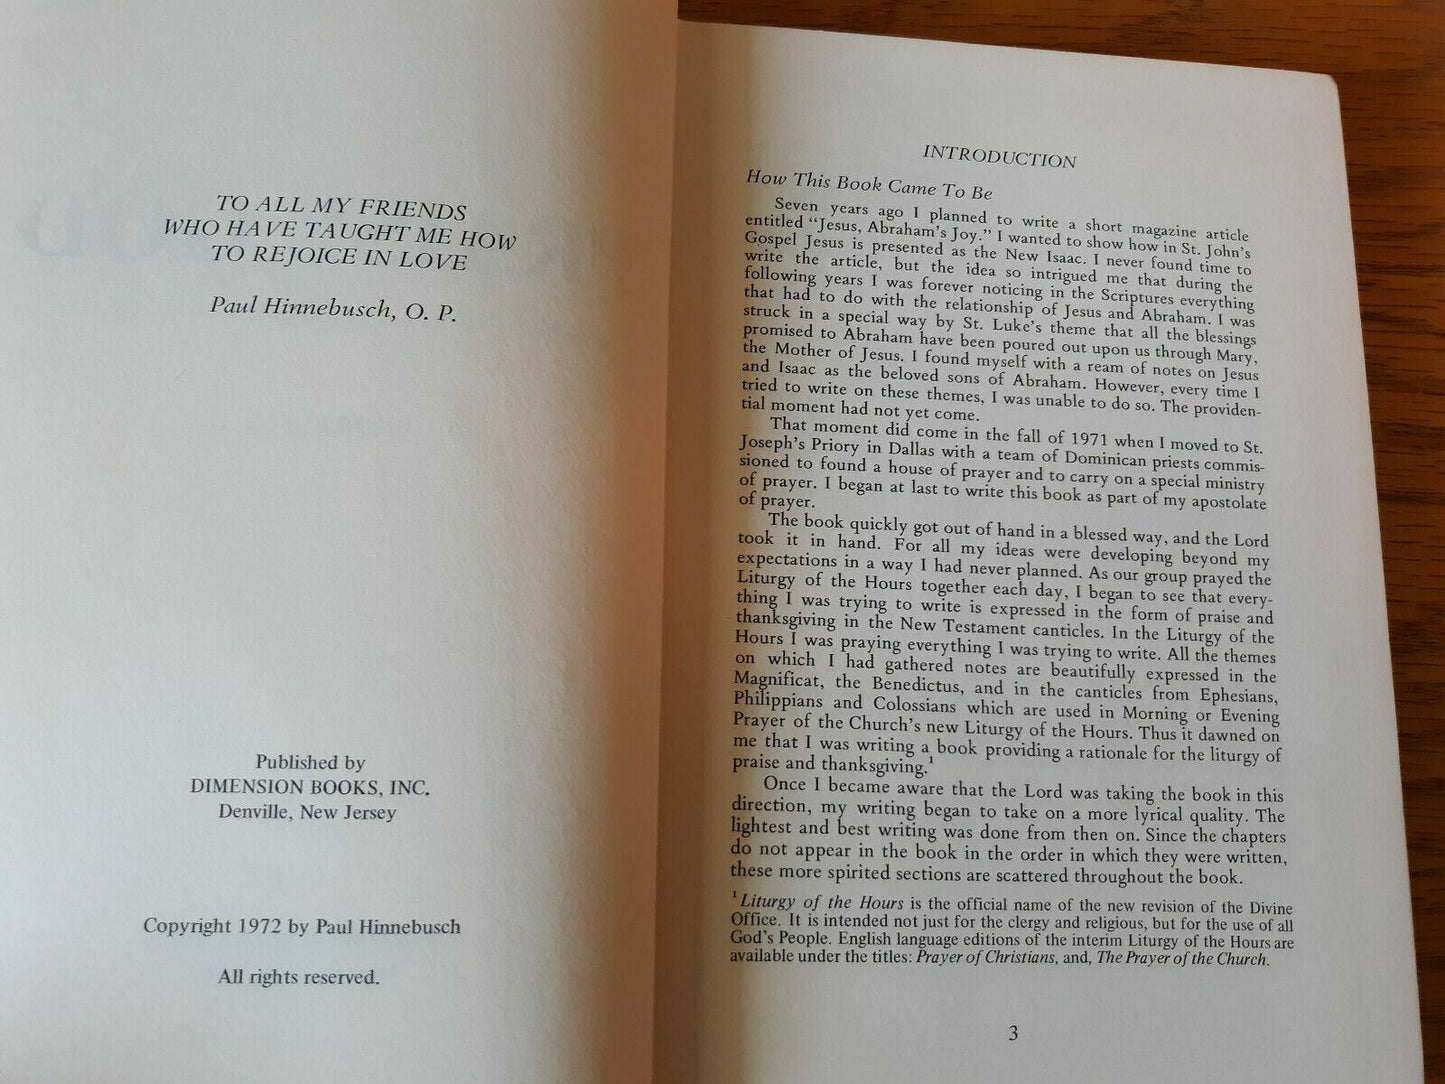 TO ALL MY FRIENDS
WHO HAVE TAUGHT ME HOW
TO REJOICE IN LOVE
Paul Hinnebusch, O. P.
Published by
DIMENSION BOOKS, INC.
Denville, New Jersey
Copyright 1972 by Paul Hinnebusch
All rights reserved.
INTRODUCTION
How This Book Came To Be
Seven years ago I planned to write a short magazine article
entitled “Jesus, Abraham’s Joy.” I wanted to show how in St. John’s
Gospel Jesus is presented as the New Isaac. I never found time to
write the article, but the idea so intrigued me that during the
following years I was forever noticing in the Scriptures everything
that had to do with the relationship of Jesus and Abraham. I was
struck in a special way by St. Luke’s theme that all the blessings
promised to Abraham have been poured out upon us through Mary,
the Mother of Jesus. I found myself with a ream of notes on Jesus
and Isaac as the beloved sons of Abraham. However, every time I
tried to write on these themes, I was unable to do so. The providen-
tial moment had not yet come.
That moment did come in the fall of 1971 when I moved to St.
Joseph’s Priory in Dallas with a team of Dominican priests commis-
sioned to found a house of prayer and to carry on a special ministry
of prayer. I began at last to write this book as part of my apostolate
of prayer.
The book quickly got out of hand in a blessed way, and the Lord
took it in hand. For all my ideas were developing beyond my
expectations in a way I had never planned. As our group prayed the
Liturgy of the Hours together each day, I began to see that every-
thing I was trying to write is expressed in the form of praise and
thanksgiving in the New Testament canticles. In the Liturgy of the
Hours I was praying everything I was trying to write. All the themes
on which I had gathered notes are beautifully expressed in the
Magnificat, the Benedictus, and in the canticles from Ephesians,
Philippians and Colossians which are used in Morning or Evening
Prayer of the Church’s new Liturgy of the Hours. Thus it dawned on
me that I was writing a book providing a rationale for the liturgy of
praise and thanksgiving.¹
Once I became aware that the Lord was taking the book in this
direction, my writing began to take on a more lyrical quality. The
lightest and best writing was done from then on. Since the chapters
do not appear in the book in the order in which they were written,
these more spirited sections are scattered throughout the book.
¹Liturgy of the Hours is the official name of the new revision of the Divine
Office. It is intended not just for the clergy and religious, but for the use of all
God’s People. English language editions of the interim Liturgy of the Hours are
available under the titles: Prayer of Christians, and, The Prayer of the Church.
3